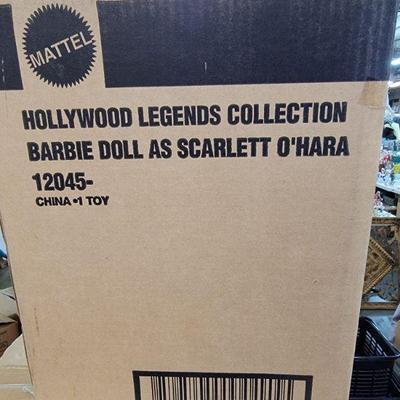 MATTEL
HOLLYWOOD LEGENDS COLLECTION
BARBIE DOLL AS SCARLETT O'HARA
12045-
CHINA •1 TOY